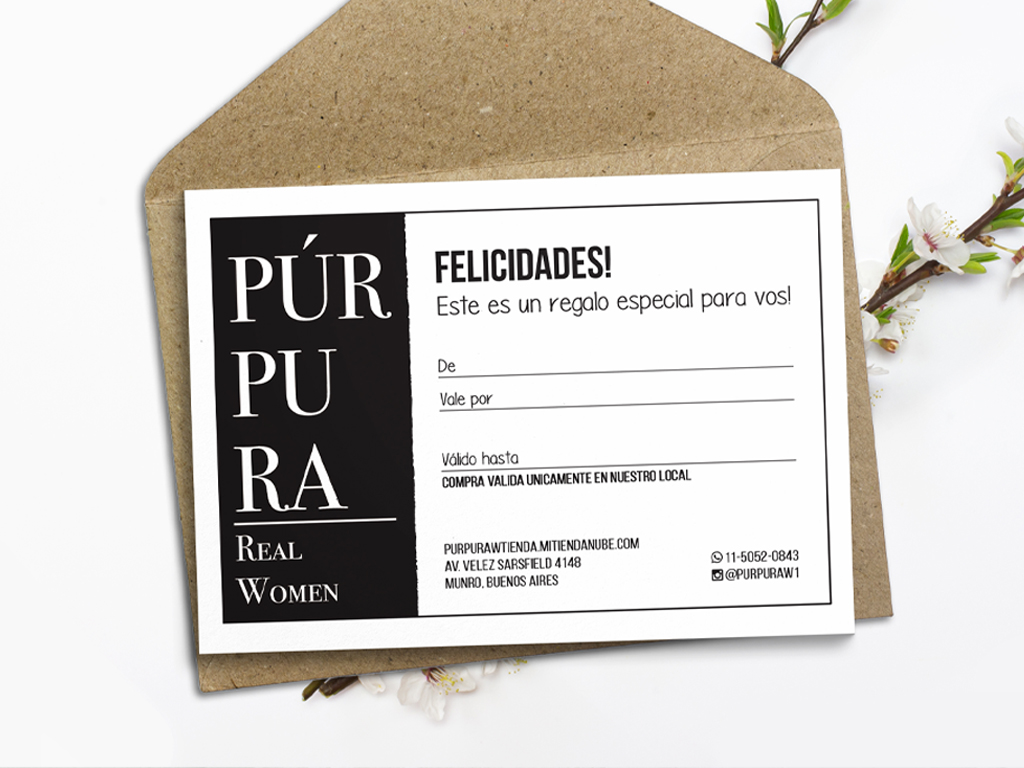 PÚR
PU
RA
REAL
WOMEN
FELICIDADES!
Este es un regalo especial para vos!
De
Vale por
Válido hasta
COMPRA VALIDA UNICAMENTE EN NUESTRO LOCAL
PURPURAWTIENDA.MITIENDANUBE.COM
AV. VELEZ SARSFIELD 4148
MUNRO, BUENOS AIRES
11-5052-0843
@PURPURAW1